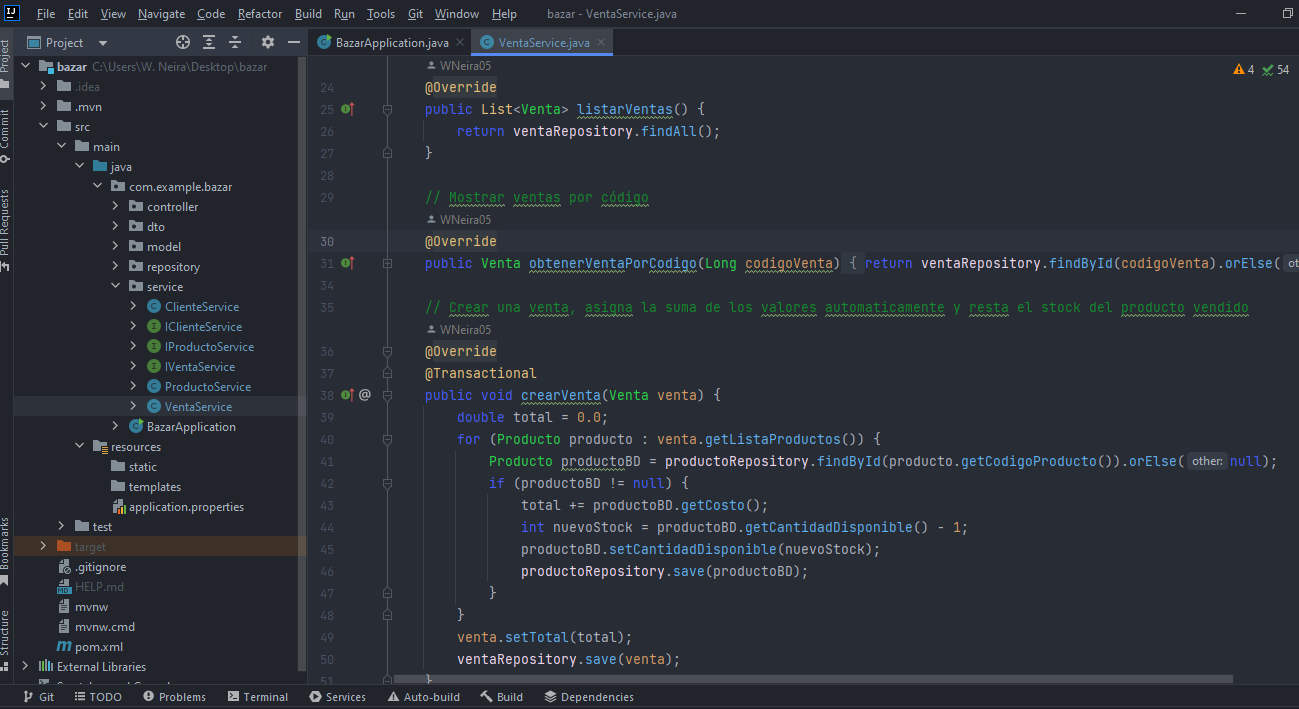 IJ
File Edit View Navigate Code Refactor Build Run Tools Git Window Help bazar - VentaService.java
Project
BazarApplication.java
VentaService.java
Project
Commit
Pull Requests
Bookmarks
Structure
bazar C:\Users\W. Neira\Desktop\bazar
.idea
.mvn
src
main
java
com.example.bazar
controller
dto
model
repository
service
ClienteService
IClienteService
IProductoService
IVentaService
ProductoService
VentaService
BazarApplication
resources
static
templates
application.properties
test
target
.gitignore
HELP.md
mvnw
mvnw.cmd
pom.xml
External Libraries
4 54
WNeira05
24 @Override
25 public List<Venta> listarVentas() {
26 return ventaRepository.findAll();
27 }
28
29 // Mostrar ventas por código
WNeira05
30 @Override
31 public Venta obtenerVentaPorCodigo(Long codigoVenta) { return ventaRepository.findById(codigoVenta).orElse( ot
34
35 // Crear una venta, asigna la suma de los valores automaticamente y resta el stock del producto vendido
WNeira05
36 @Override
37 @Transactional
38 @ public void crearVenta(Venta venta) {
39 double total = 0.0;
40 for (Producto producto : venta.getListaProductos()) {
41 Producto productoBD = productoRepository.findById(producto.getCodigoProducto()).orElse( other: null);
42 if (productoBD != null) {
43 total += productoBD.getCosto();
44 int nuevoStock = productoBD.getCantidadDisponible() - 1;
45 productoBD.setCantidadDisponible(nuevoStock);
46 productoRepository.save(productoBD);
47 }
48 }
49 venta.setTotal(total);
50 ventaRepository.save(venta);
51 }
Git TODO Problems Terminal Services Auto-build Build Dependencies